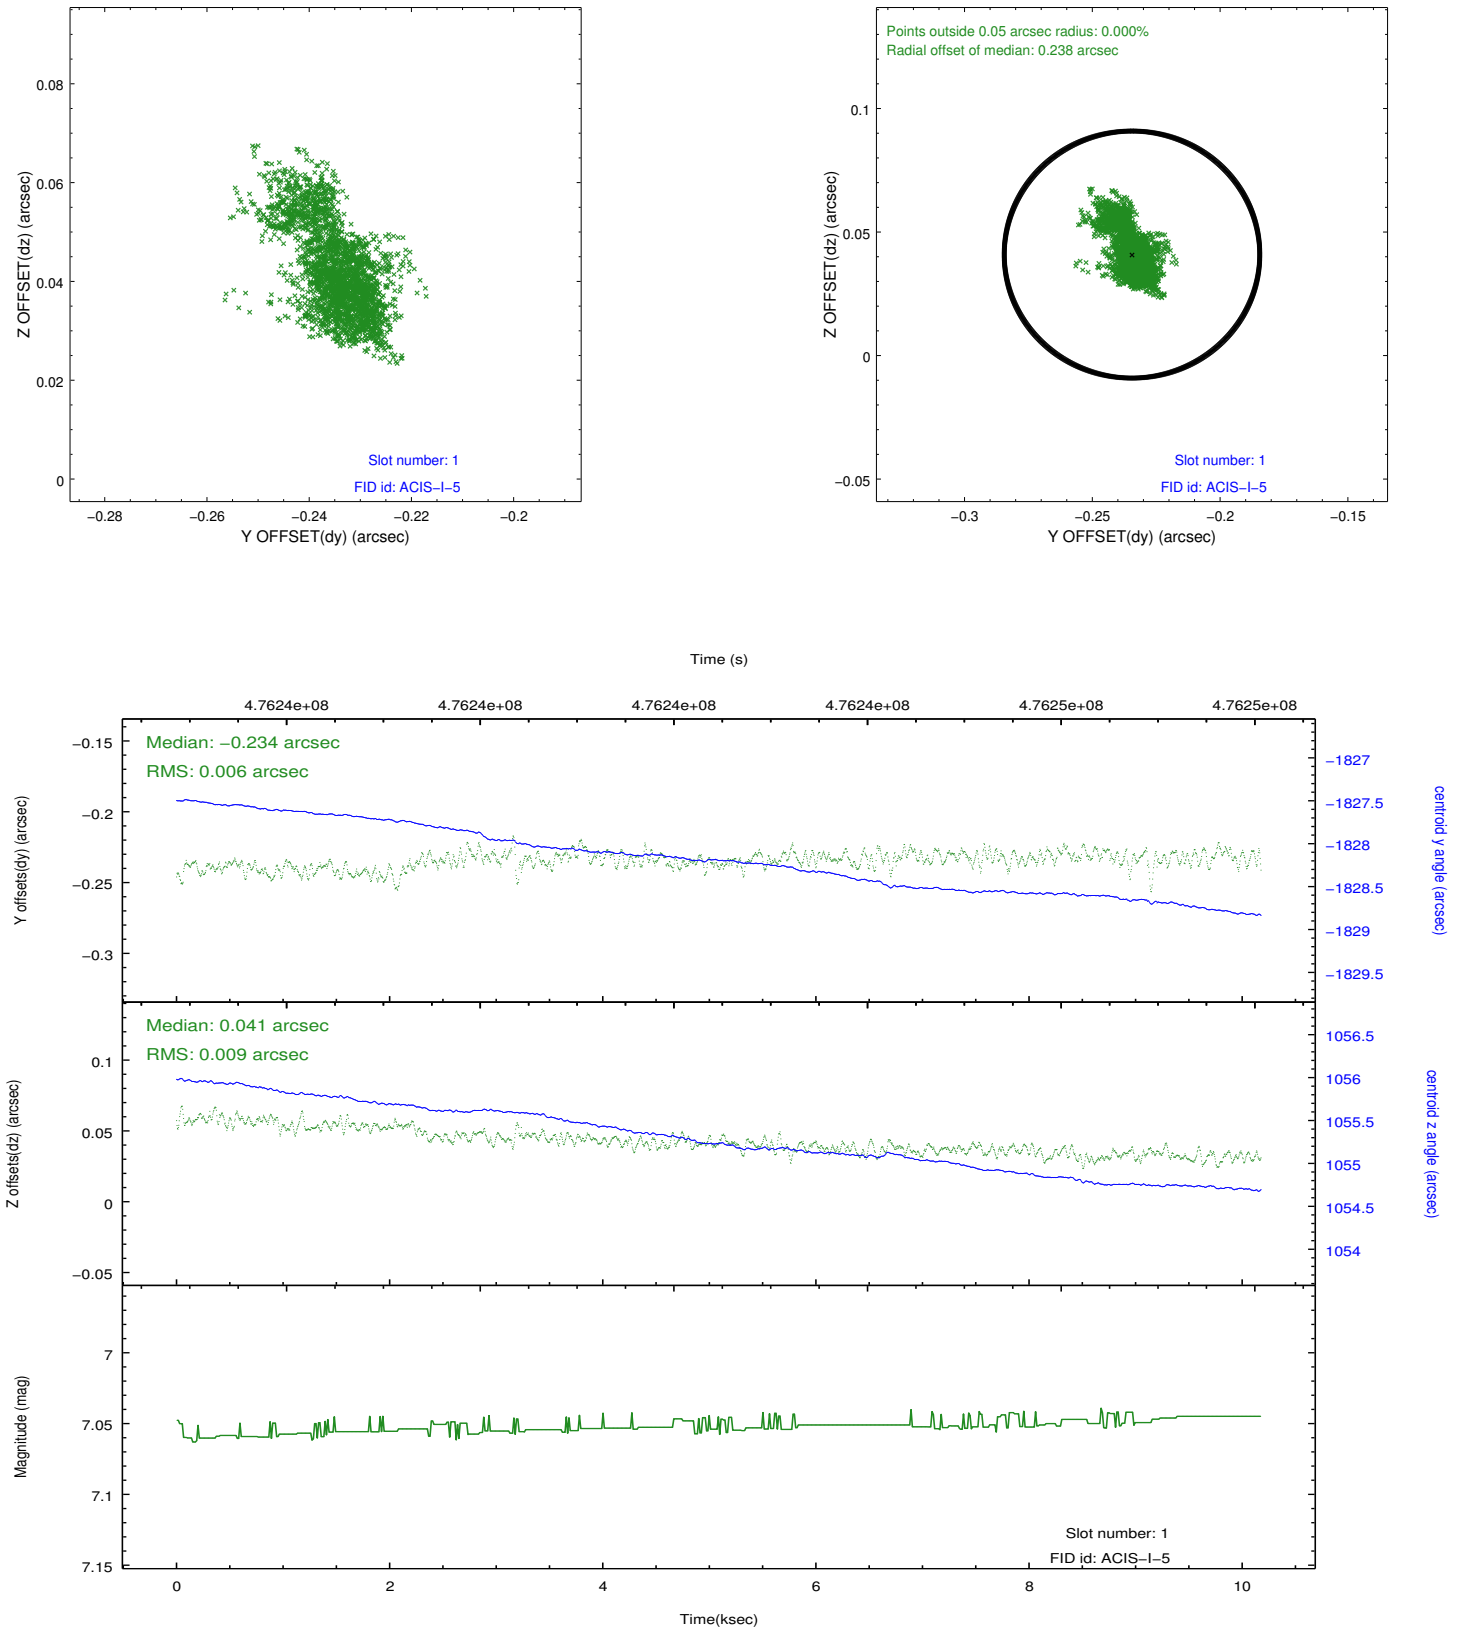 0.08
0.06
0.04
0.02
0
Z OFFSET(dz) (arcsec)
Slot number: 1
FID id: ACIS−I−5
−0.28 −0.26 −0.24 −0.22 −0.2
Y OFFSET(dy) (arcsec)
Points outside 0.05 arcsec radius: 0.000%
Radial offset of median: 0.238 arcsec
0.1
0.05
0
−0.05
Z OFFSET(dz) (arcsec)
Slot number: 1
FID id: ACIS−I−5
−0.3 −0.25 −0.2 −0.15
Y OFFSET(dy) (arcsec)
Time (s)
4.7624e+08 4.7624e+08 4.7624e+08 4.7624e+08 4.7625e+08 4.7625e+08
Median: −0.234 arcsec
RMS: 0.006 arcsec
−0.15
−0.2
−0.25
−0.3
Y offsets(dy) (arcsec)
−1827
−1827.5
−1828
−1828.5
−1829
−1829.5
centroid y angle (arcsec)
Median: 0.041 arcsec
RMS: 0.009 arcsec
0.1
0.05
0
−0.05
Z offsets(dz) (arcsec)
1056.5
1056
1055.5
1055
1054.5
1054
centroid z angle (arcsec)
7
7.05
7.1
7.15
Magnitude (mag)
Slot number: 1
FID id: ACIS−I−5
0 2 4 6 8 10
Time(ksec)